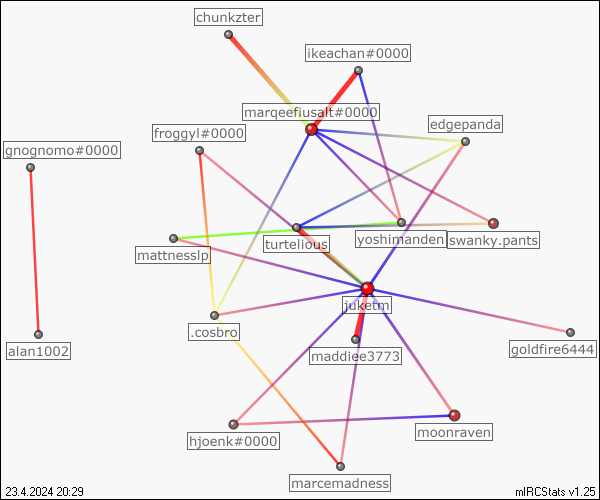 chunkzter
ikeachan#0000
marqeefiusalt#0000
edgepanda
froggyl#0000
gnognomo#0000
yoshimanden
swanky.pants
turtelious
mattnesslp
juketm
.cosbro
goldfire6444
alan1002
maddiee3773
moonraven
hjoenk#0000
marcemadness
23.4.2024 20:29
mIRCStats v1.25